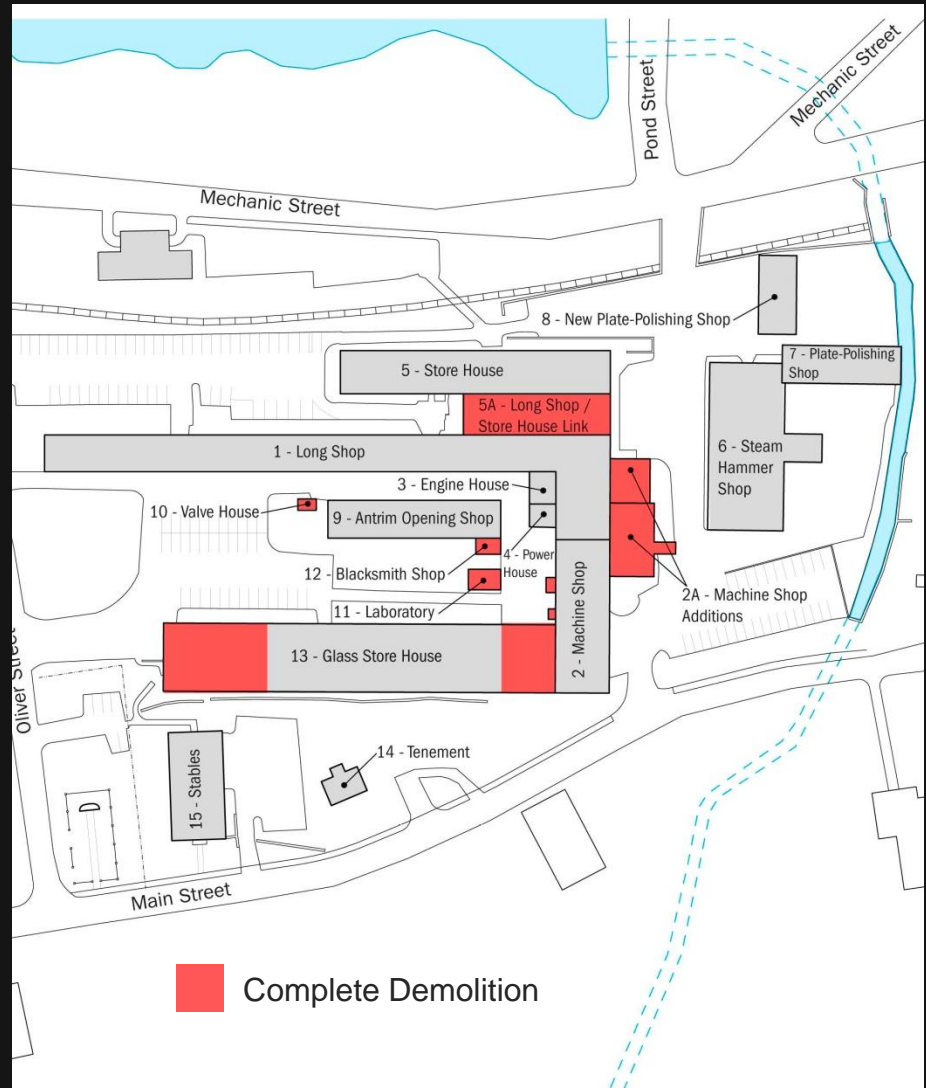 Mechanic Street
Pond Street
Mechanic Street
8 - New Plate-Polishing Shop
7 - Plate-Polishing
Shop
5 - Store House
5A - Long Shop /
Store House Link
6 - Steam
Hammer
Shop
1 - Long Shop
3 - Engine House
10 - Valve House
9 - Antrim Opening Shop
4 - Power
House
12 - Blacksmith Shop
2A - Machine Shop
Additions
11 - Laboratory
2 - Machine Shop
13 - Glass Store House
Oliver Street
14 - Tenement
15 - Stables
Main Street
Complete Demolition